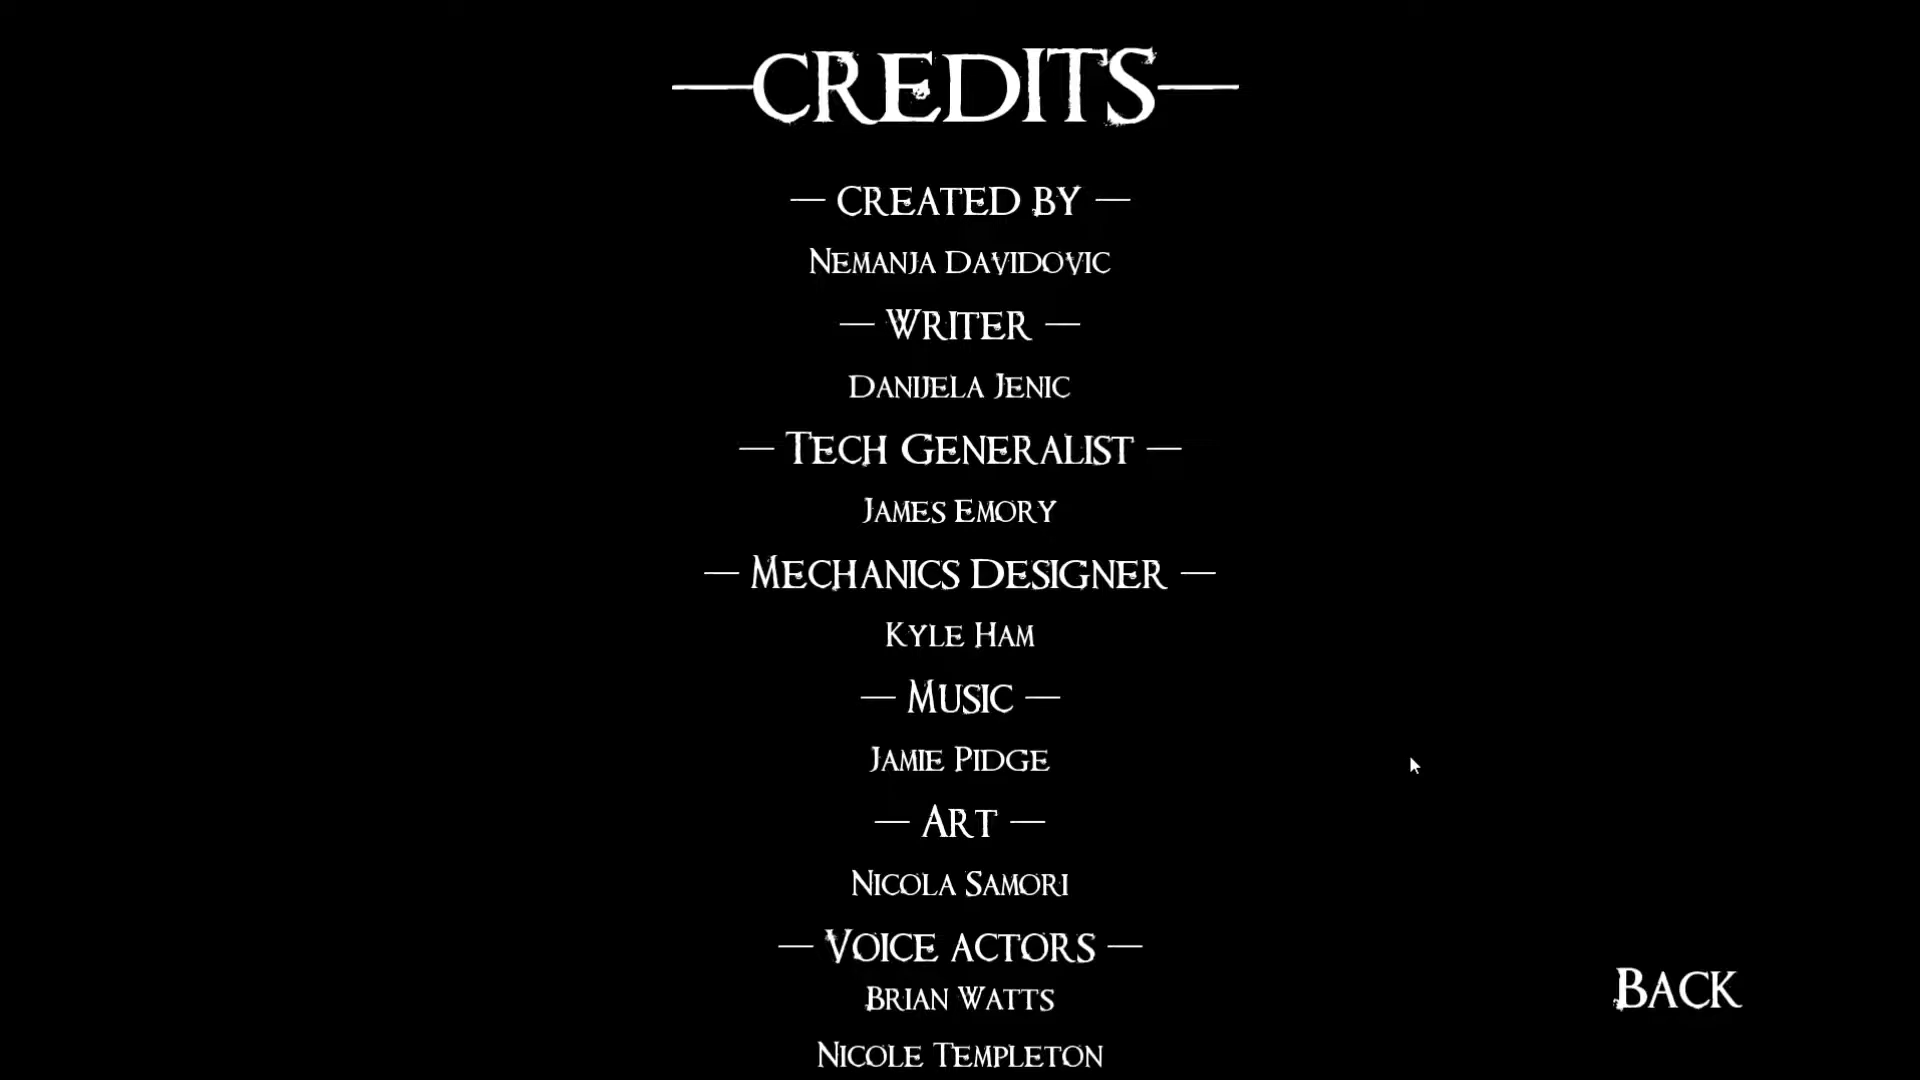 —CREDITS—
— CREATED BY —
NEMANJA DAVIDOVIC
— WRITER —
DANIJELA JENIC
— TECH GENERALIST —
JAMES EMORY
— MECHANICS DESIGNER —
KYLE HAM
— MUSIC —
JAMIE PIDGE
— ART —
NICOLA SAMORI
— VOICE ACTORS —
BRIAN WATTS
BACK
NICOLE TEMPLETON